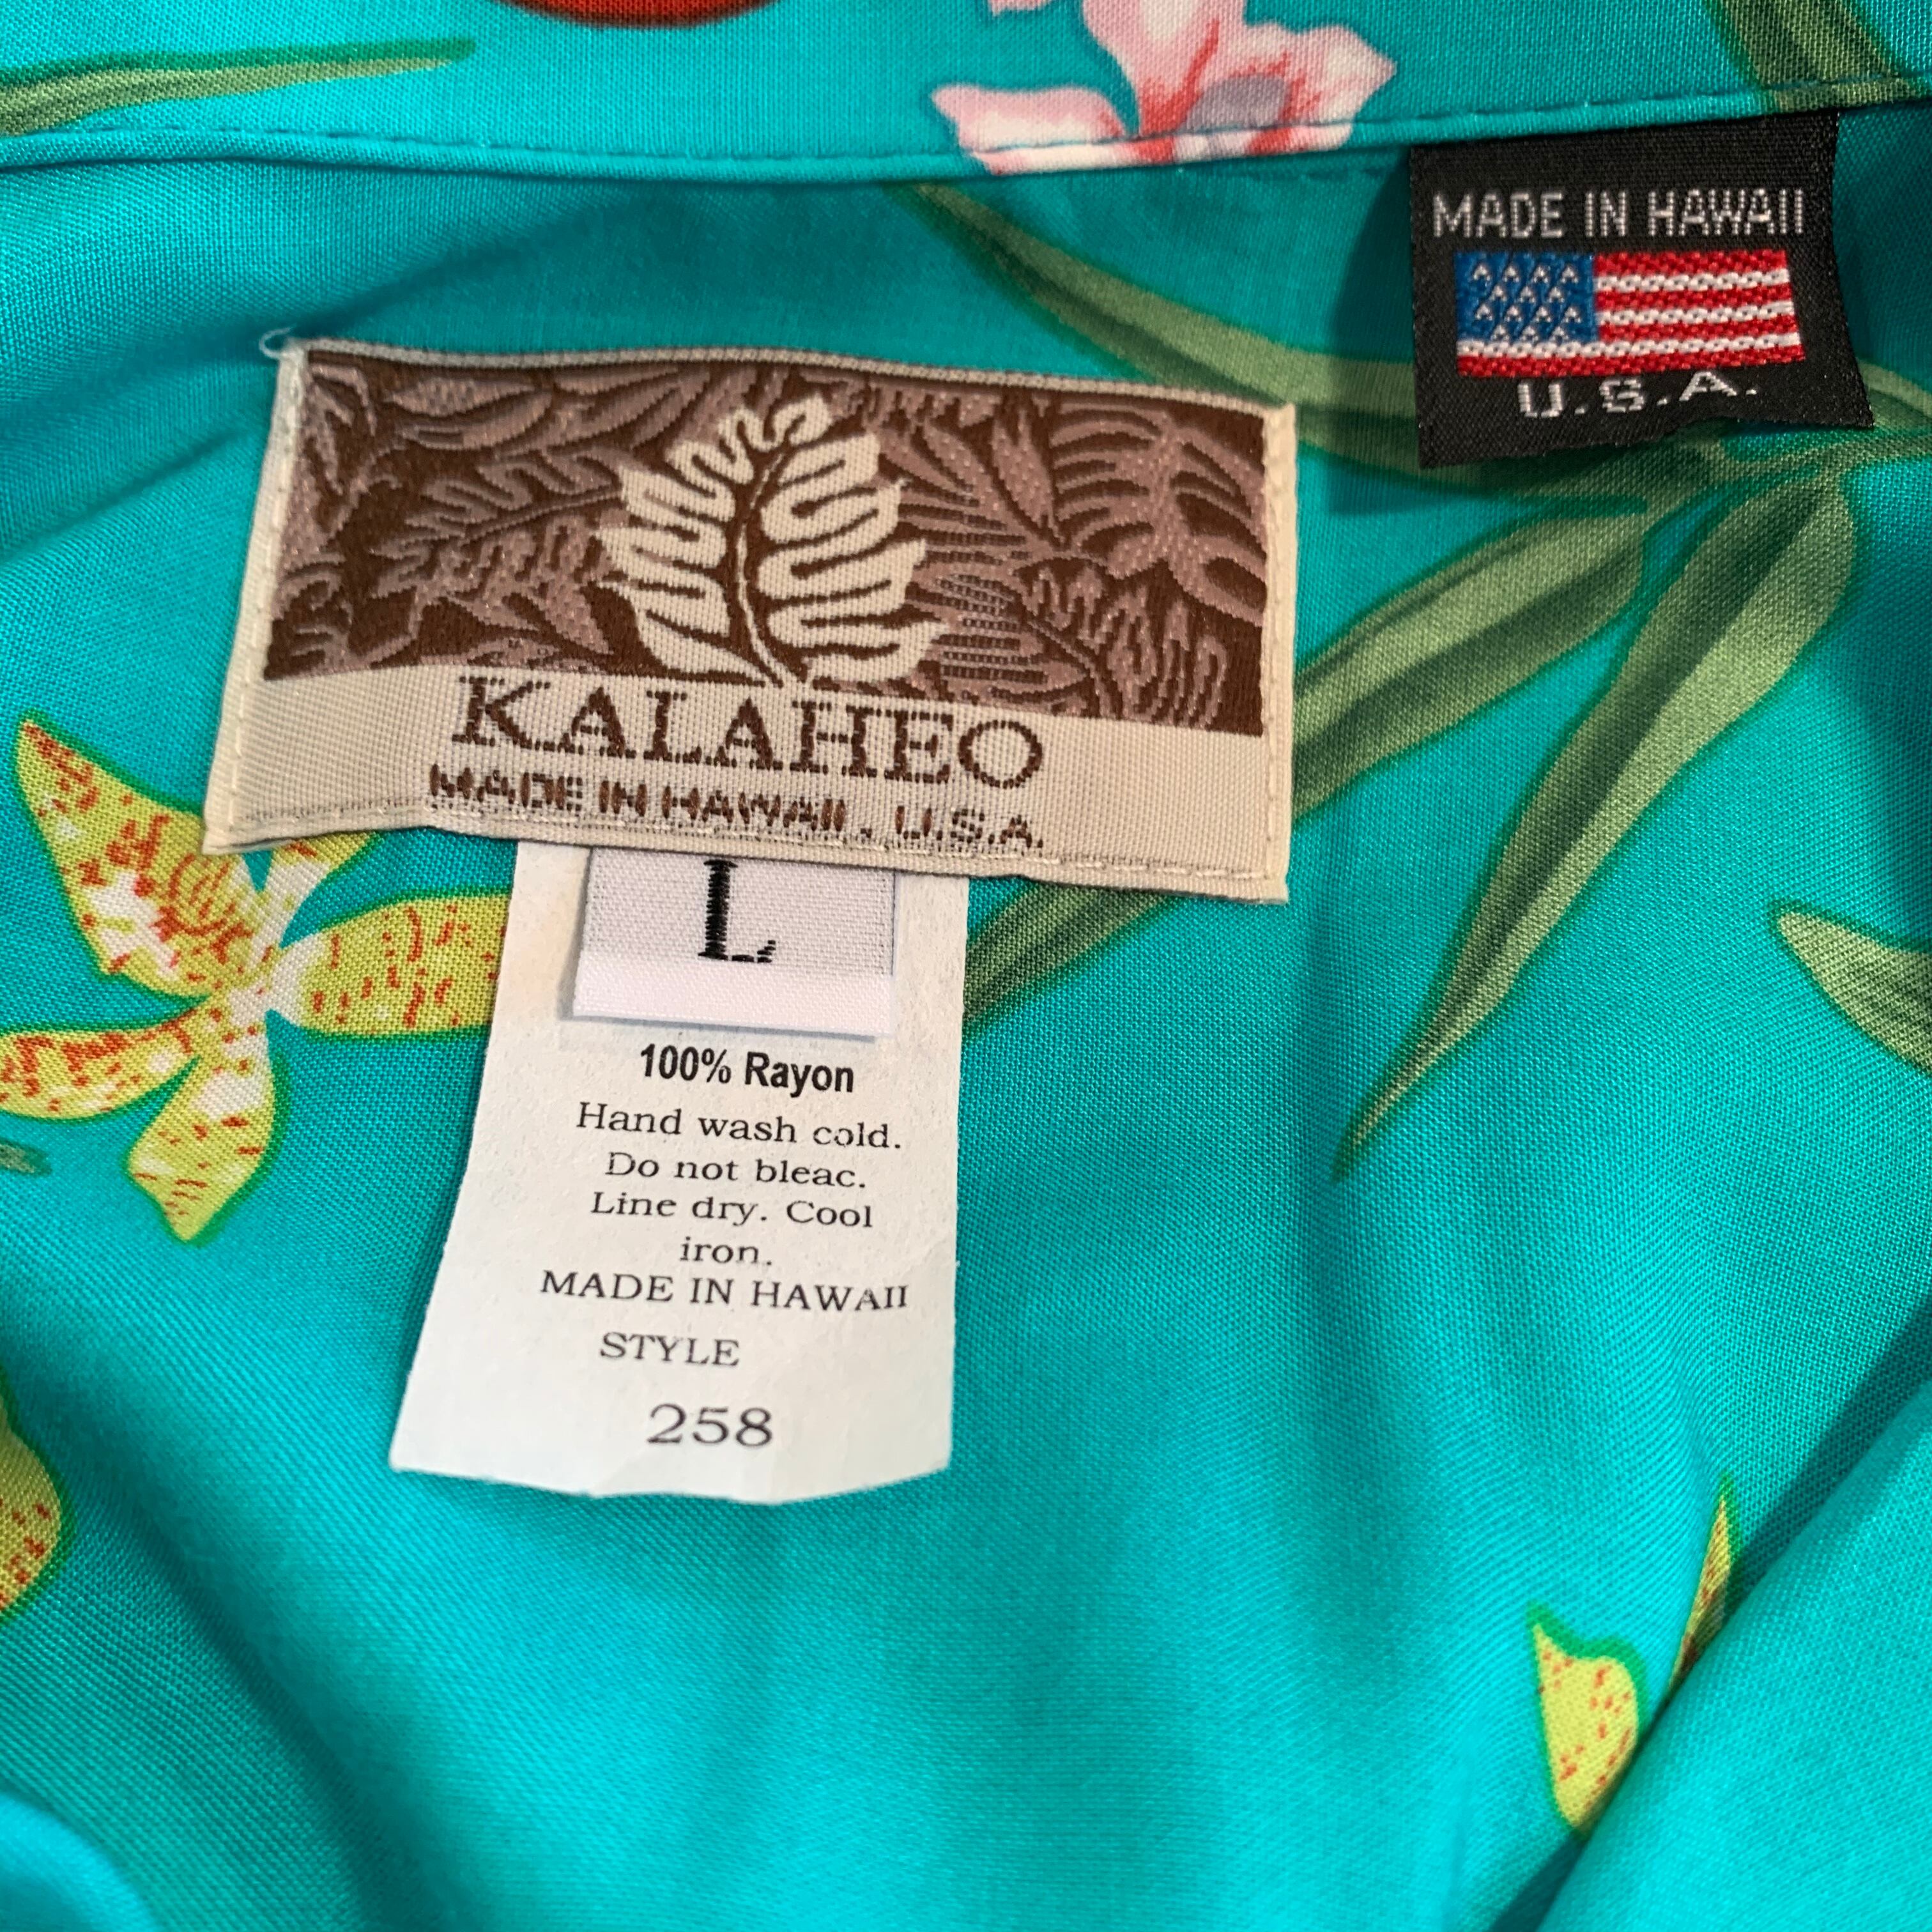 MADE IN HAWAII
U.S.A.
KALAHEO
MADE IN HAWAII, U.S.A.
L
100% Rayon
Hand wash cold.
Do not bleac.
Line dry. Cool
iron.
MADE IN HAWAII
STYLE
258